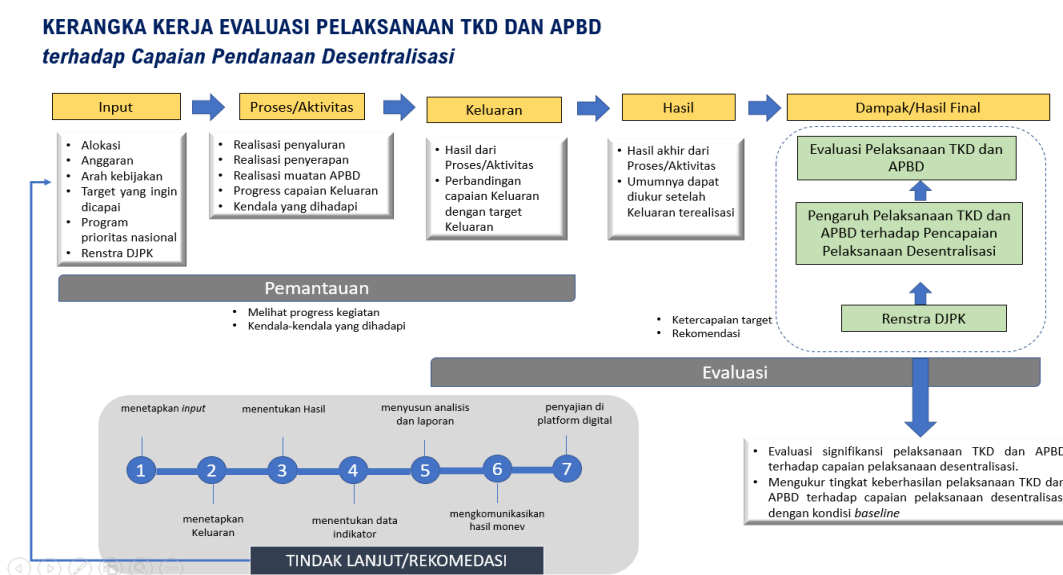 KERANGKA KERJA EVALUASI PELAKSANAAN TKD DAN APBD
terhadap Capaian Pendanaan Desentralisasi
Input
Proses/Aktivitas
Keluaran
Hasil
Dampak/Hasil Final
• Alokasi
• Anggaran
• Arah kebijakan
• Target yang ingin
dicapai
• Program
prioritas nasional
• Renstra DJPK
• Realisasi penyaluran
• Realisasi penyerapan
• Realisasi muatan APBD
• Progress capaian Keluaran
• Kendala yang dihadapi
• Hasil dari
Proses/Aktivitas
• Perbandingan
capaian Keluaran
dengan target
Keluaran
• Hasil akhir dari
Proses/Aktivitas
• Umumnya dapat
diukur setelah
Keluaran terealisasi
Evaluasi Pelaksanaan TKD dan
APBD
Pengaruh Pelaksanaan TKD dan
APBD terhadap Pencapaian
Pelaksanaan Desentralisasi
Renstra DJPK
Pemantauan
• Melihat progress kegiatan
• Kendala-kendala yang dihadapi
• Ketercapaian target
• Rekomendasi
Evaluasi
menetapkan input
menentukan Hasil
menyusun analisis
dan laporan
penyajian di
platform digital
1 2 3 4 5 6 7
menetapkan
Keluaran
menentukan data
indikator
mengkomunikasikan
hasil monev
TINDAK LANJUT/REKOMEDASI
• Evaluasi signifikansi pelaksanaan TKD dan APBD
terhadap capaian pelaksanaan desentralisasi.
• Mengukur tingkat keberhasilan pelaksanaan TKD dan
APBD terhadap capaian pelaksanaan desentralisas
dengan kondisi baseline